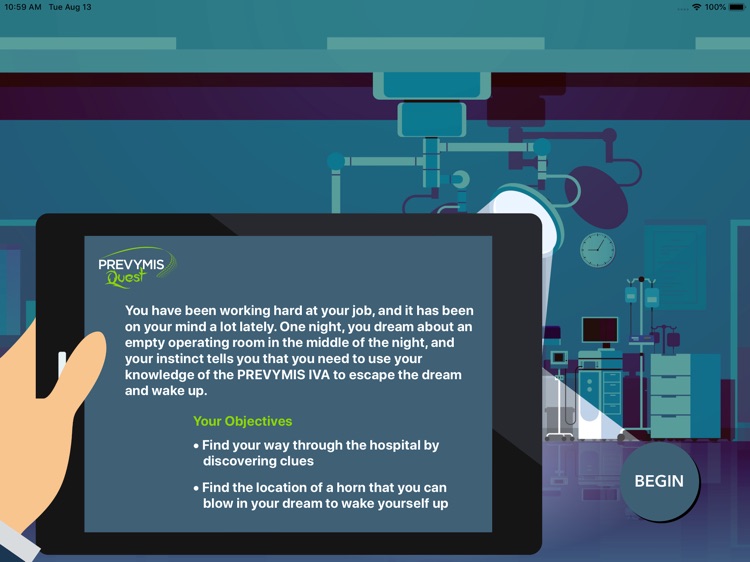 10:59 AM Tue Aug 13
100%
PREVYMIS
Quest
You have been working hard at your job, and it has been
on your mind a lot lately. One night, you dream about an
empty operating room in the middle of the night, and
your instinct tells you that you need to use your
knowledge of the PREVYMIS IVA to escape the dream
and wake up.
Your Objectives
• Find your way through the hospital by
discovering clues
• Find the location of a horn that you can
blow in your dream to wake yourself up
BEGIN